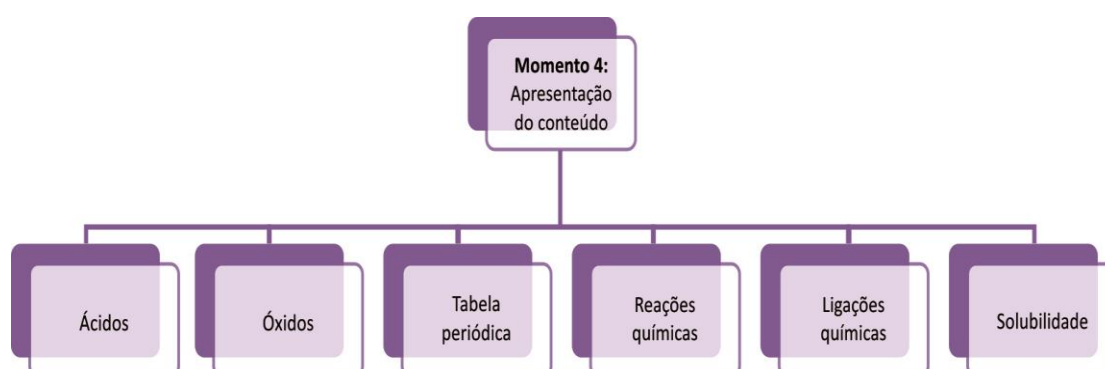 Momento 4:
Apresentação
do conteúdo
Ácidos
Óxidos
Tabela
periódica
Reações
químicas
Ligações
químicas
Solubilidade